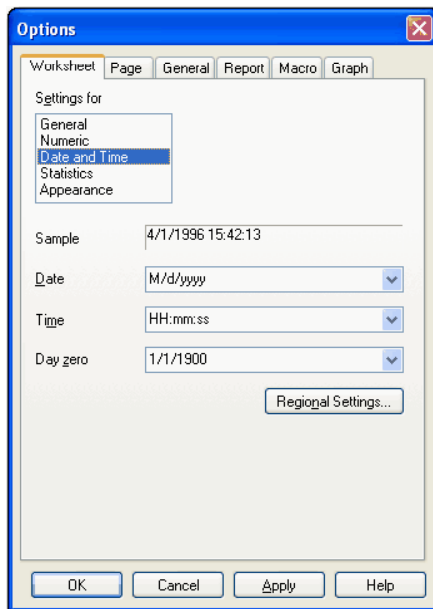 Options
Worksheet Page General Report Macro Graph
Settings for
General
Numeric
Date and Time
Statistics
Appearance
Sample 4/1/1996 15:42:13
Date M/d/yyyy
Time HH:mm:ss
Day zero 1/1/1900
Regional Settings...
OK Cancel Apply Help